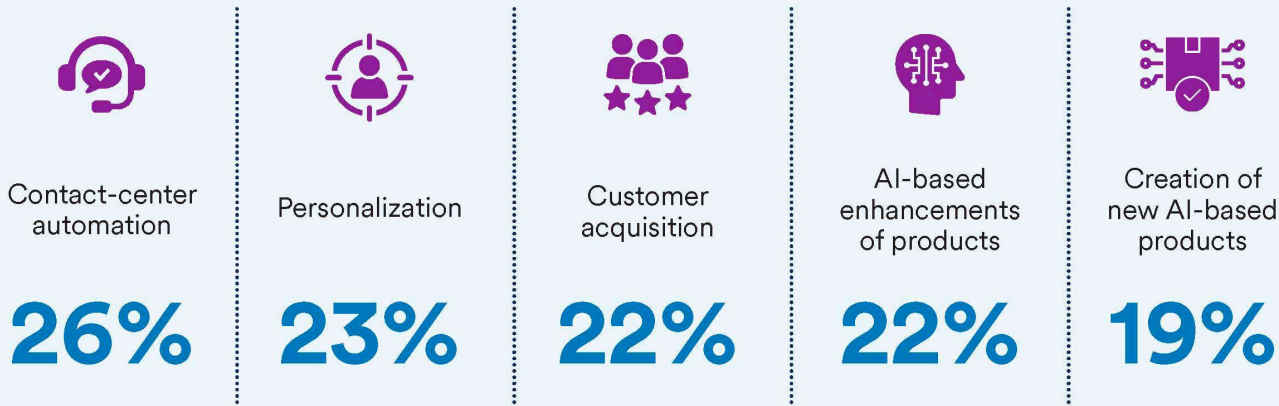 Contact-center
automation
26%
Personalization
23%
Customer
acquisition
22%
AI-based
enhancements
of products
22%
Creation of
new AI-based
products
19%